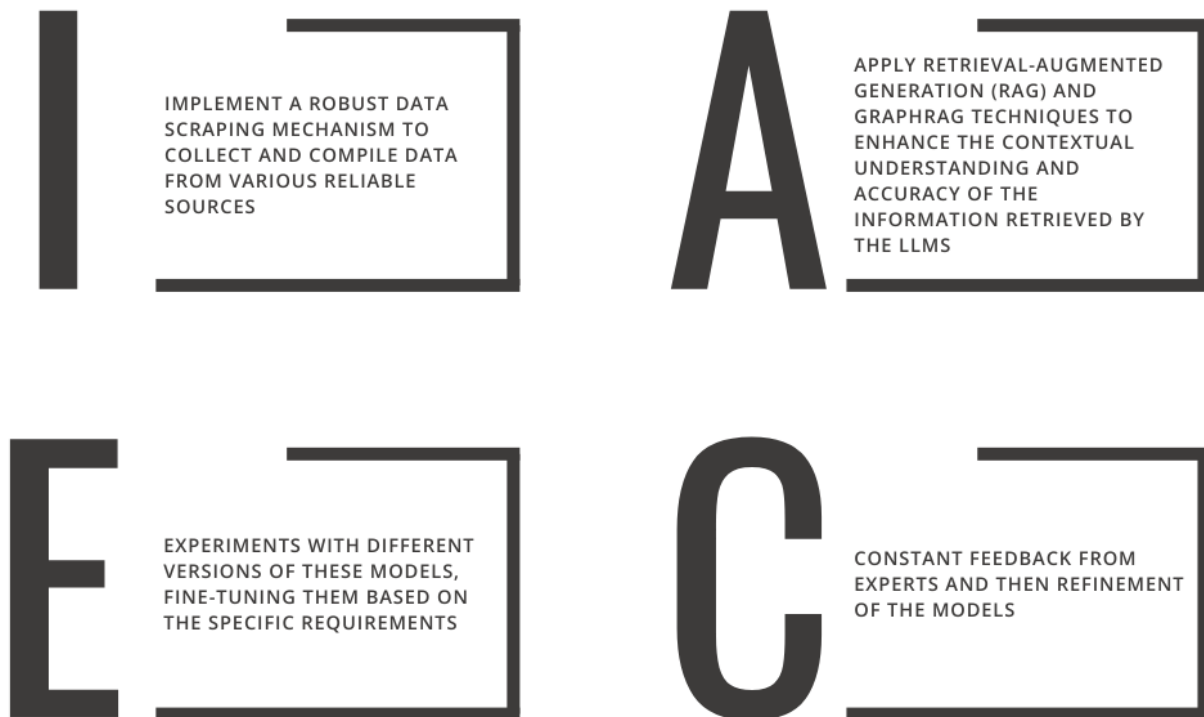 I
IMPLEMENT A ROBUST DATA
SCRAPING MECHANISM TO
COLLECT AND COMPILE DATA
FROM VARIOUS RELIABLE
SOURCES
A
APPLY RETRIEVAL-AUGMENTED
GENERATION (RAG) AND
GRAPHRAG TECHNIQUES TO
ENHANCE THE CONTEXTUAL
UNDERSTANDING AND
ACCURACY OF THE
INFORMATION RETRIEVED BY
THE LLMS
E
EXPERIMENTS WITH DIFFERENT
VERSIONS OF THESE MODELS,
FINE-TUNING THEM BASED ON
THE SPECIFIC REQUIREMENTS
C
CONSTANT FEEDBACK FROM
EXPERTS AND THEN REFINEMENT
OF THE MODELS